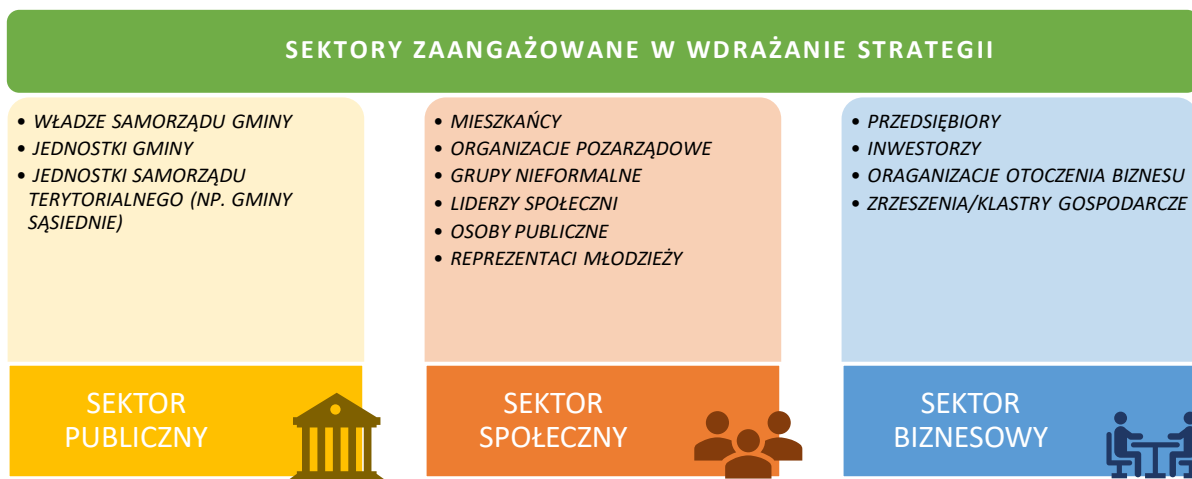 SEKTORY ZAANGAŻOWANE W WDRAŻANIE STRATEGII
• WŁADZE SAMORZĄDU GMINY
• JEDNOSTKI GMINY
• JEDNOSTKI SAMORZĄDU
TERYTORIALNEGO (NP. GMINY
SĄSIEDNIE)
SEKTOR
PUBLICZNY
• MIESZKAŃCY
• ORGANIZACJE POZARZĄDOWE
• GRUPY NIEFORMALNE
• LIDERZY SPOŁECZNI
• OSOBY PUBLICZNE
• REPREZENTACI MŁODZIEŻY
SEKTOR
SPOŁECZNY
• PRZEDSIĘBIORY
• INWESTORZY
• ORAGANIZACJE OTOCZENIA BIZNESU
• ZRZESZENIA/KLASTRY GOSPODARCZE
SEKTOR
BIZNESOWY